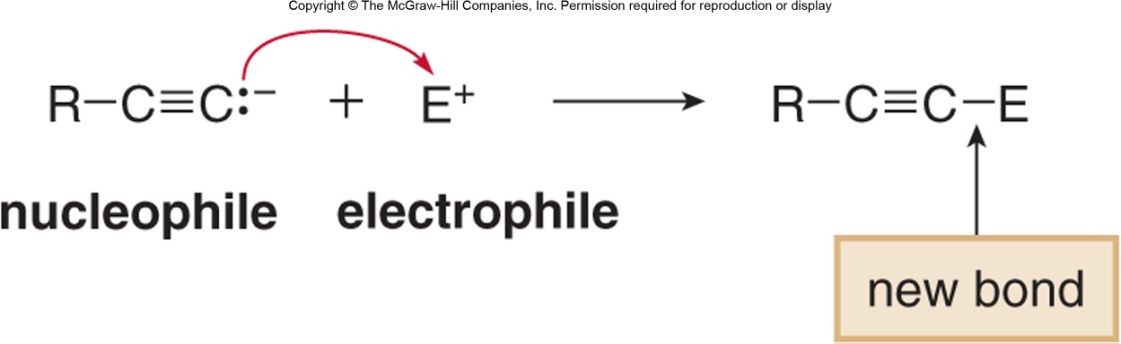 Copyright © The McGraw-Hill Companies, Inc. Permission required for reproduction or display
R−C≡C:⁻ + E⁺ ⟶ R−C≡C−E
nucleophile electrophile
new bond